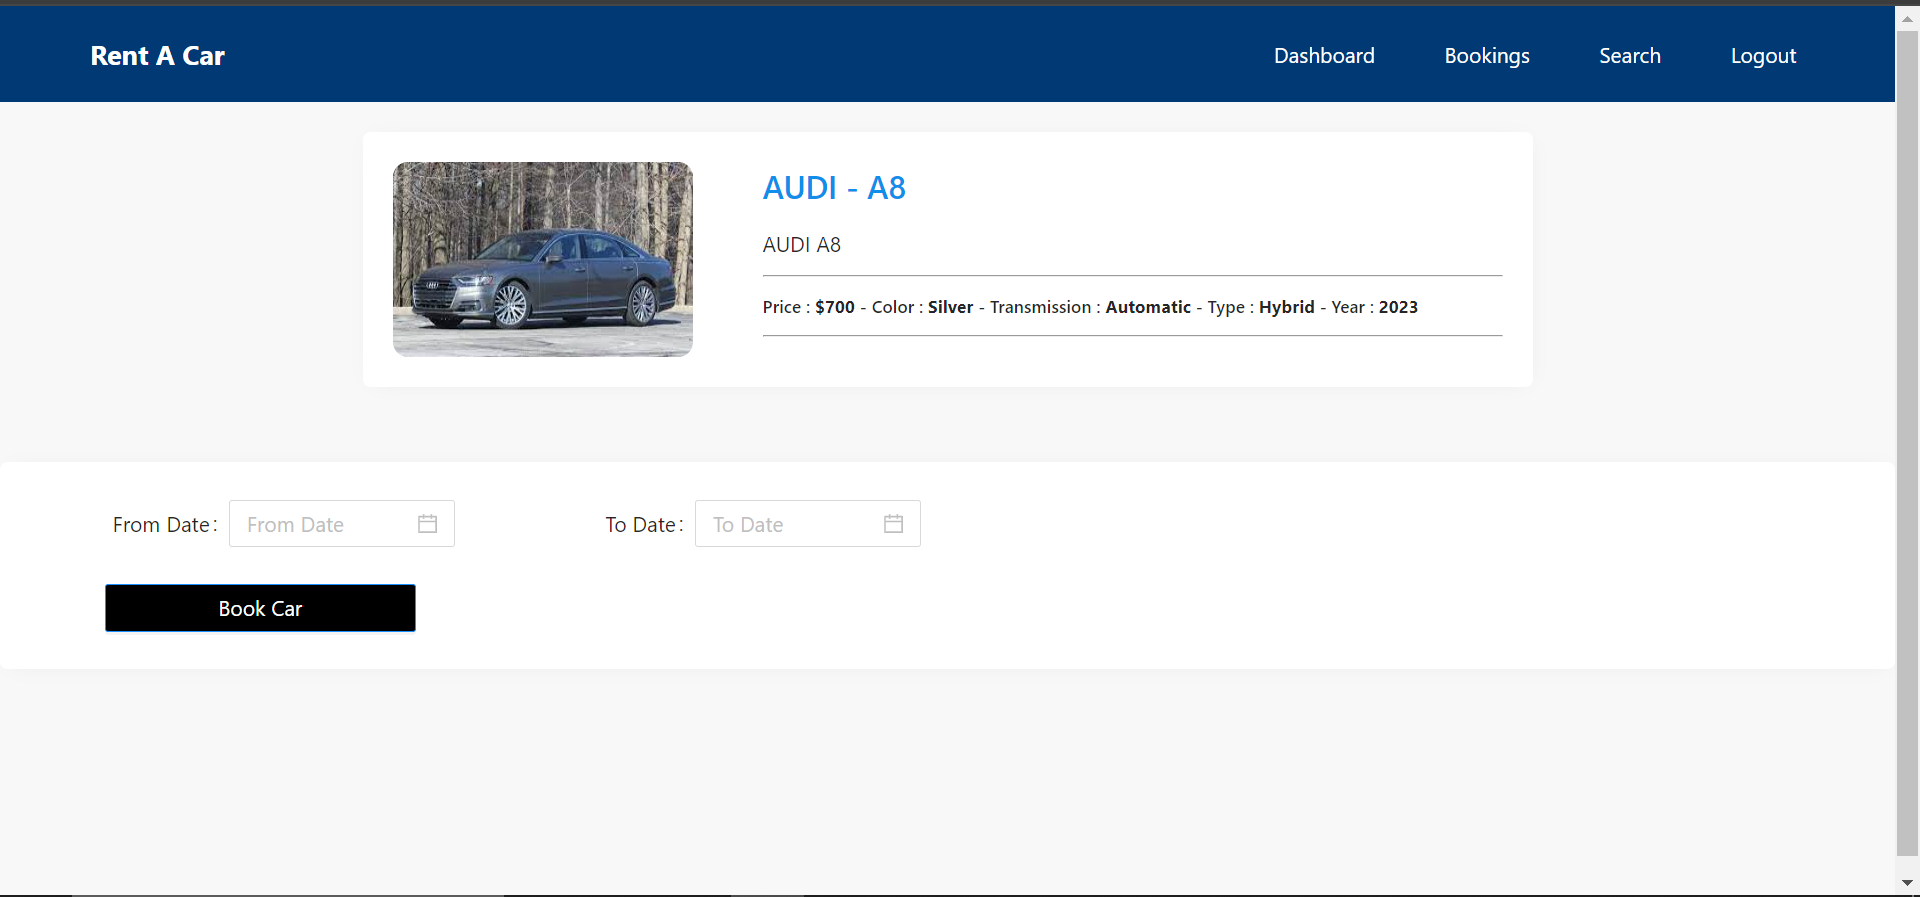 Rent A Car
Dashboard Bookings Search Logout
AUDI - A8
AUDI A8
Price : $700 - Color : Silver - Transmission : Automatic - Type : Hybrid - Year : 2023
From Date : From Date To Date : To Date
Book Car